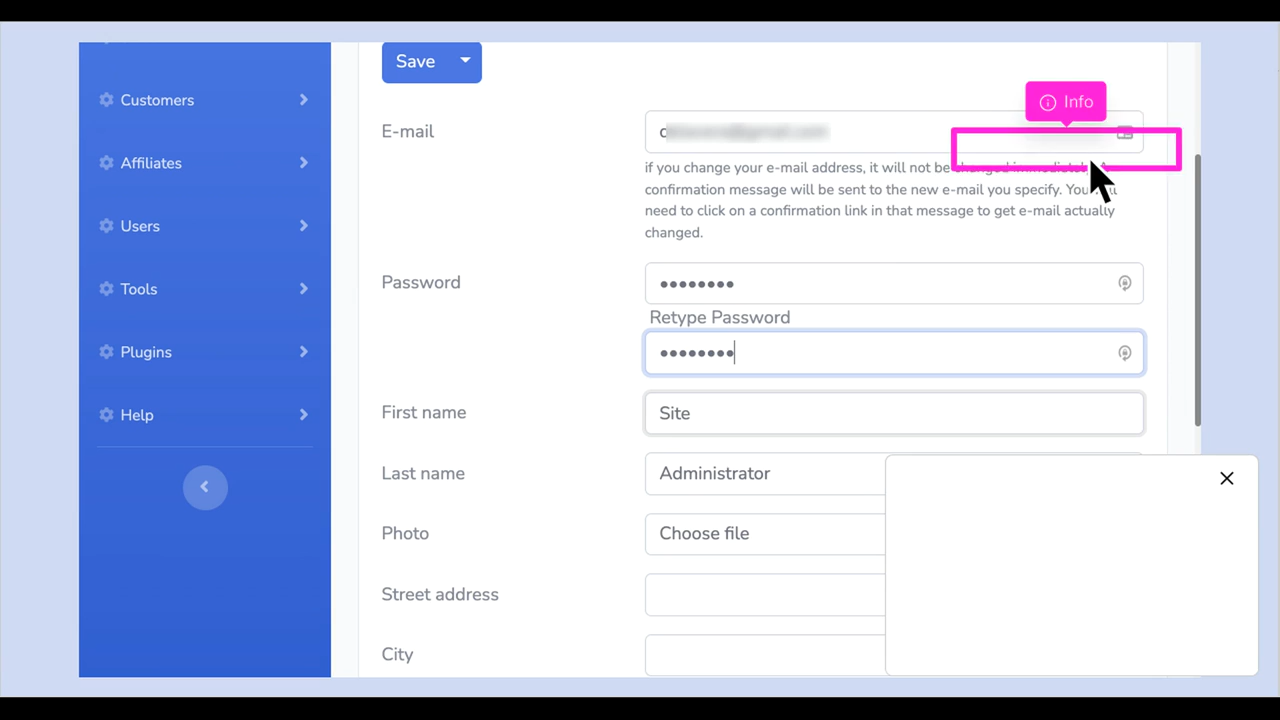 Save
Customers
Info
E-mail
Affiliates
if you change your e-mail address, it will not be changed immediately. A
confirmation message will be sent to the new e-mail you specify. You will
need to click on a confirmation link in that message to get e-mail actually
changed.
Users
Password
Tools
Retype Password
Plugins
First name
Site
Help
Last name
Administrator
Photo
Choose file
Street address
City